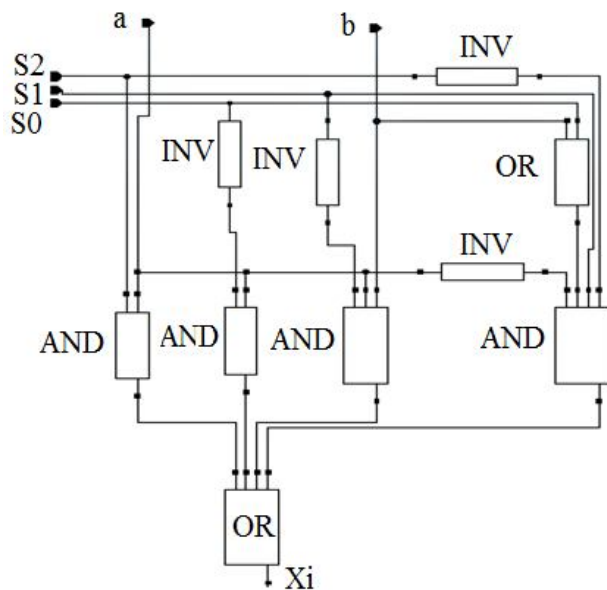 a
b
INV
S2
S1
S0
INV
INV
OR
INV
AND
AND
AND
AND
OR
Xi